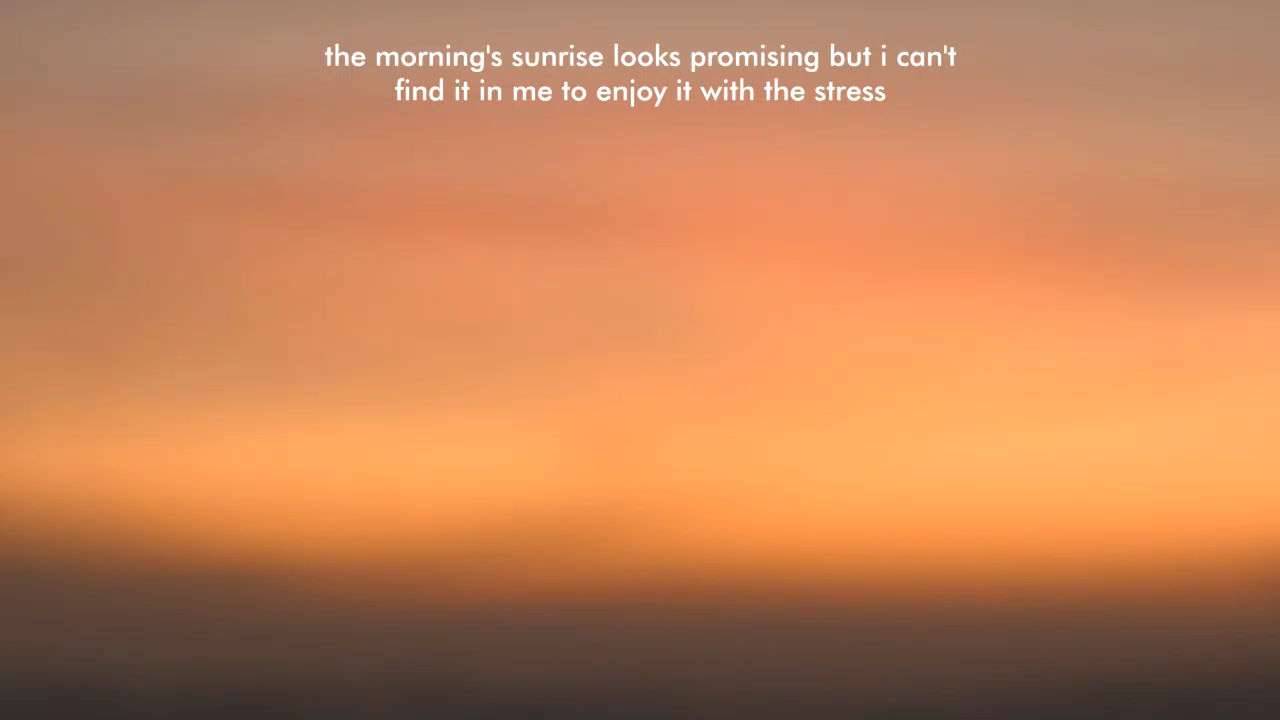 the morning's sunrise looks promising but i can't
find it in me to enjoy it with the stress